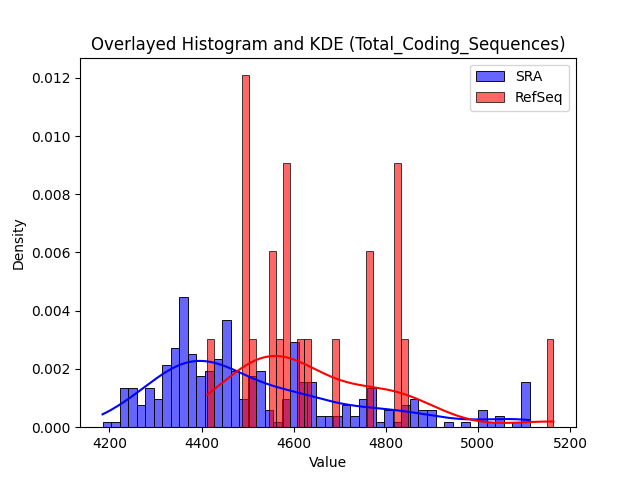 Overlayed Histogram and KDE (Total_Coding_Sequences)
SRA
RefSeq
0.012
0.010
0.008
0.006
0.004
0.002
0.000
Density
4200 4400 4600 4800 5000 5200
Value